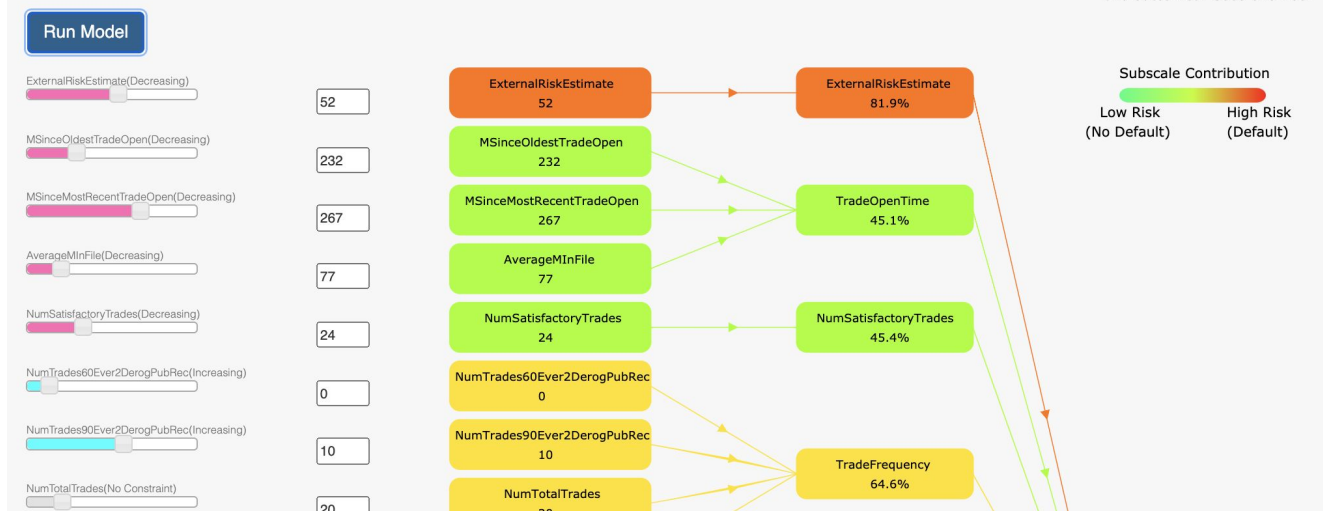 Run Model
ExternalRiskEstimate(Decreasing)
52
MSinceOldestTradeOpen(Decreasing)
232
MSinceMostRecentTradeOpen(Decreasing)
267
AverageMInFile(Decreasing)
77
NumSatisfactoryTrades(Decreasing)
24
NumTrades60Ever2DerogPubRec(Increasing)
0
NumTrades90Ever2DerogPubRec(Increasing)
10
NumTotalTrades(No Constraint)
20
ExternalRiskEstimate
52
MSinceOldestTradeOpen
232
MSinceMostRecentTradeOpen
267
AverageMInFile
77
NumSatisfactoryTrades
24
NumTrades60Ever2DerogPubRec
0
NumTrades90Ever2DerogPubRec
10
NumTotalTrades
20
ExternalRiskEstimate
81.9%
TradeOpenTime
45.1%
NumSatisfactoryTrades
45.4%
TradeFrequency
64.6%
Subscale Contribution
Low Risk
(No Default)
High Risk
(Default)